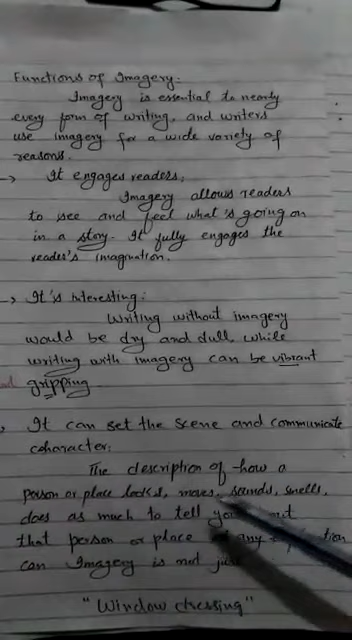 Functions of Imagery:
Imagery is essential to nearly
every form of writing, and writers
use imagery for a wide variety of
reasons.
→ It engages readers:
Imagery allows readers
to see and feel what's going on
in a story. It fully engages the
reader's imagination.
→ It's interesting:
Writing without imagery
would be dry and dull, while
writing with imagery can be vibrant
gripping
It can set the scene and communicate
coharacter:
The description of how a
person or place looks, moves, sounds, smells,
does as much to tell
that person or place any
can Imagery is not just
"Window dressing"